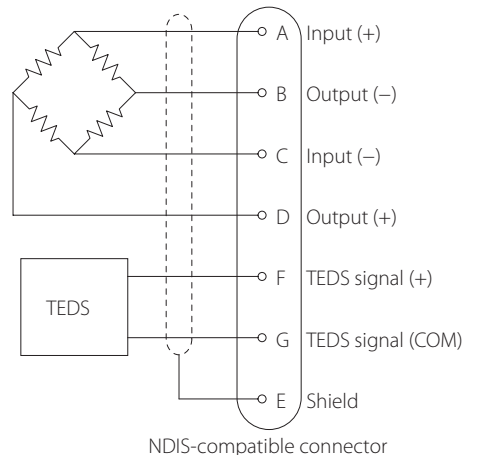 A Input (+)
B Output (−)
C Input (−)
D Output (+)
F TEDS signal (+)
TEDS
G TEDS signal (COM)
E Shield
NDIS-compatible connector